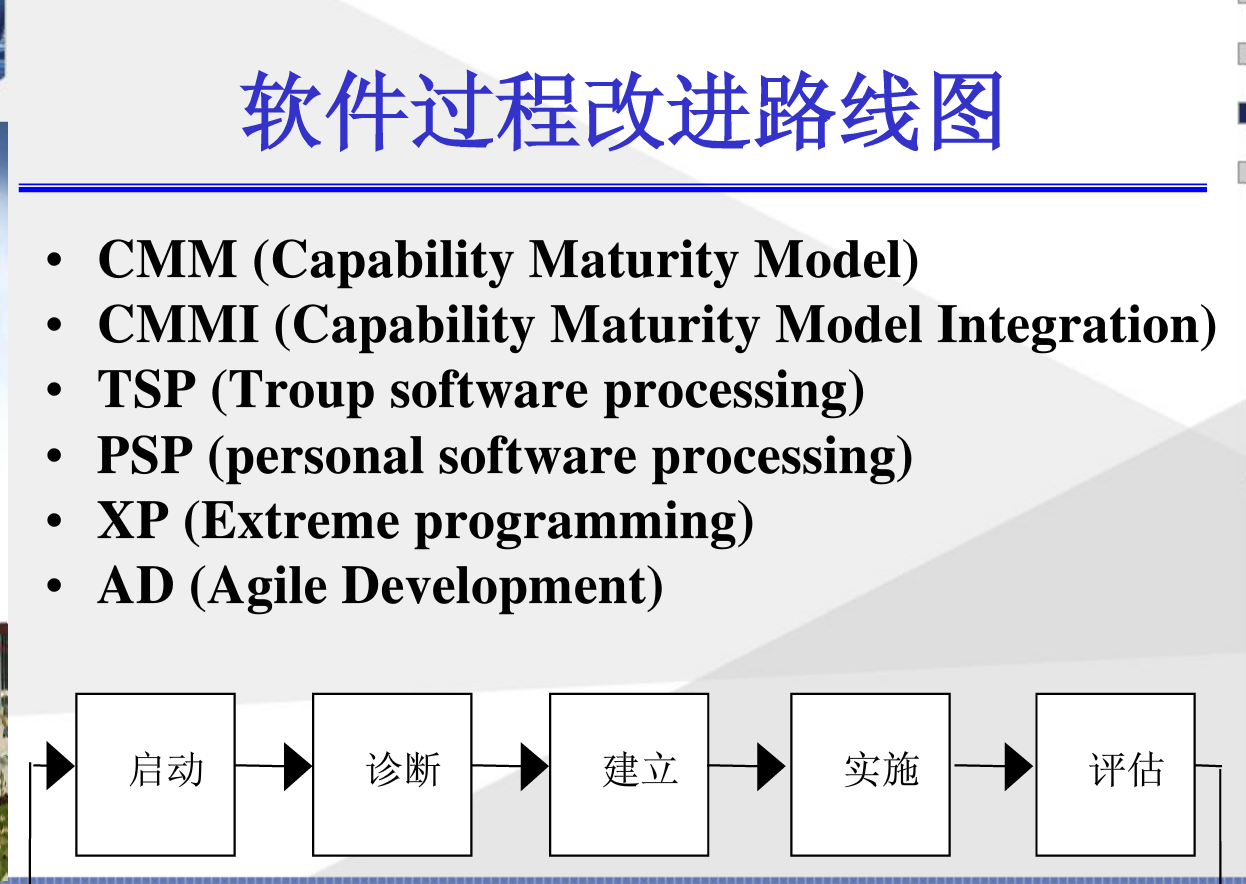 软件过程改进路线图
• CMM (Capability Maturity Model)
• CMMI (Capability Maturity Model Integration)
• TSP (Troup software processing)
• PSP (personal software processing)
• XP (Extreme programming)
• AD (Agile Development)
启动 诊断 建立 实施 评估